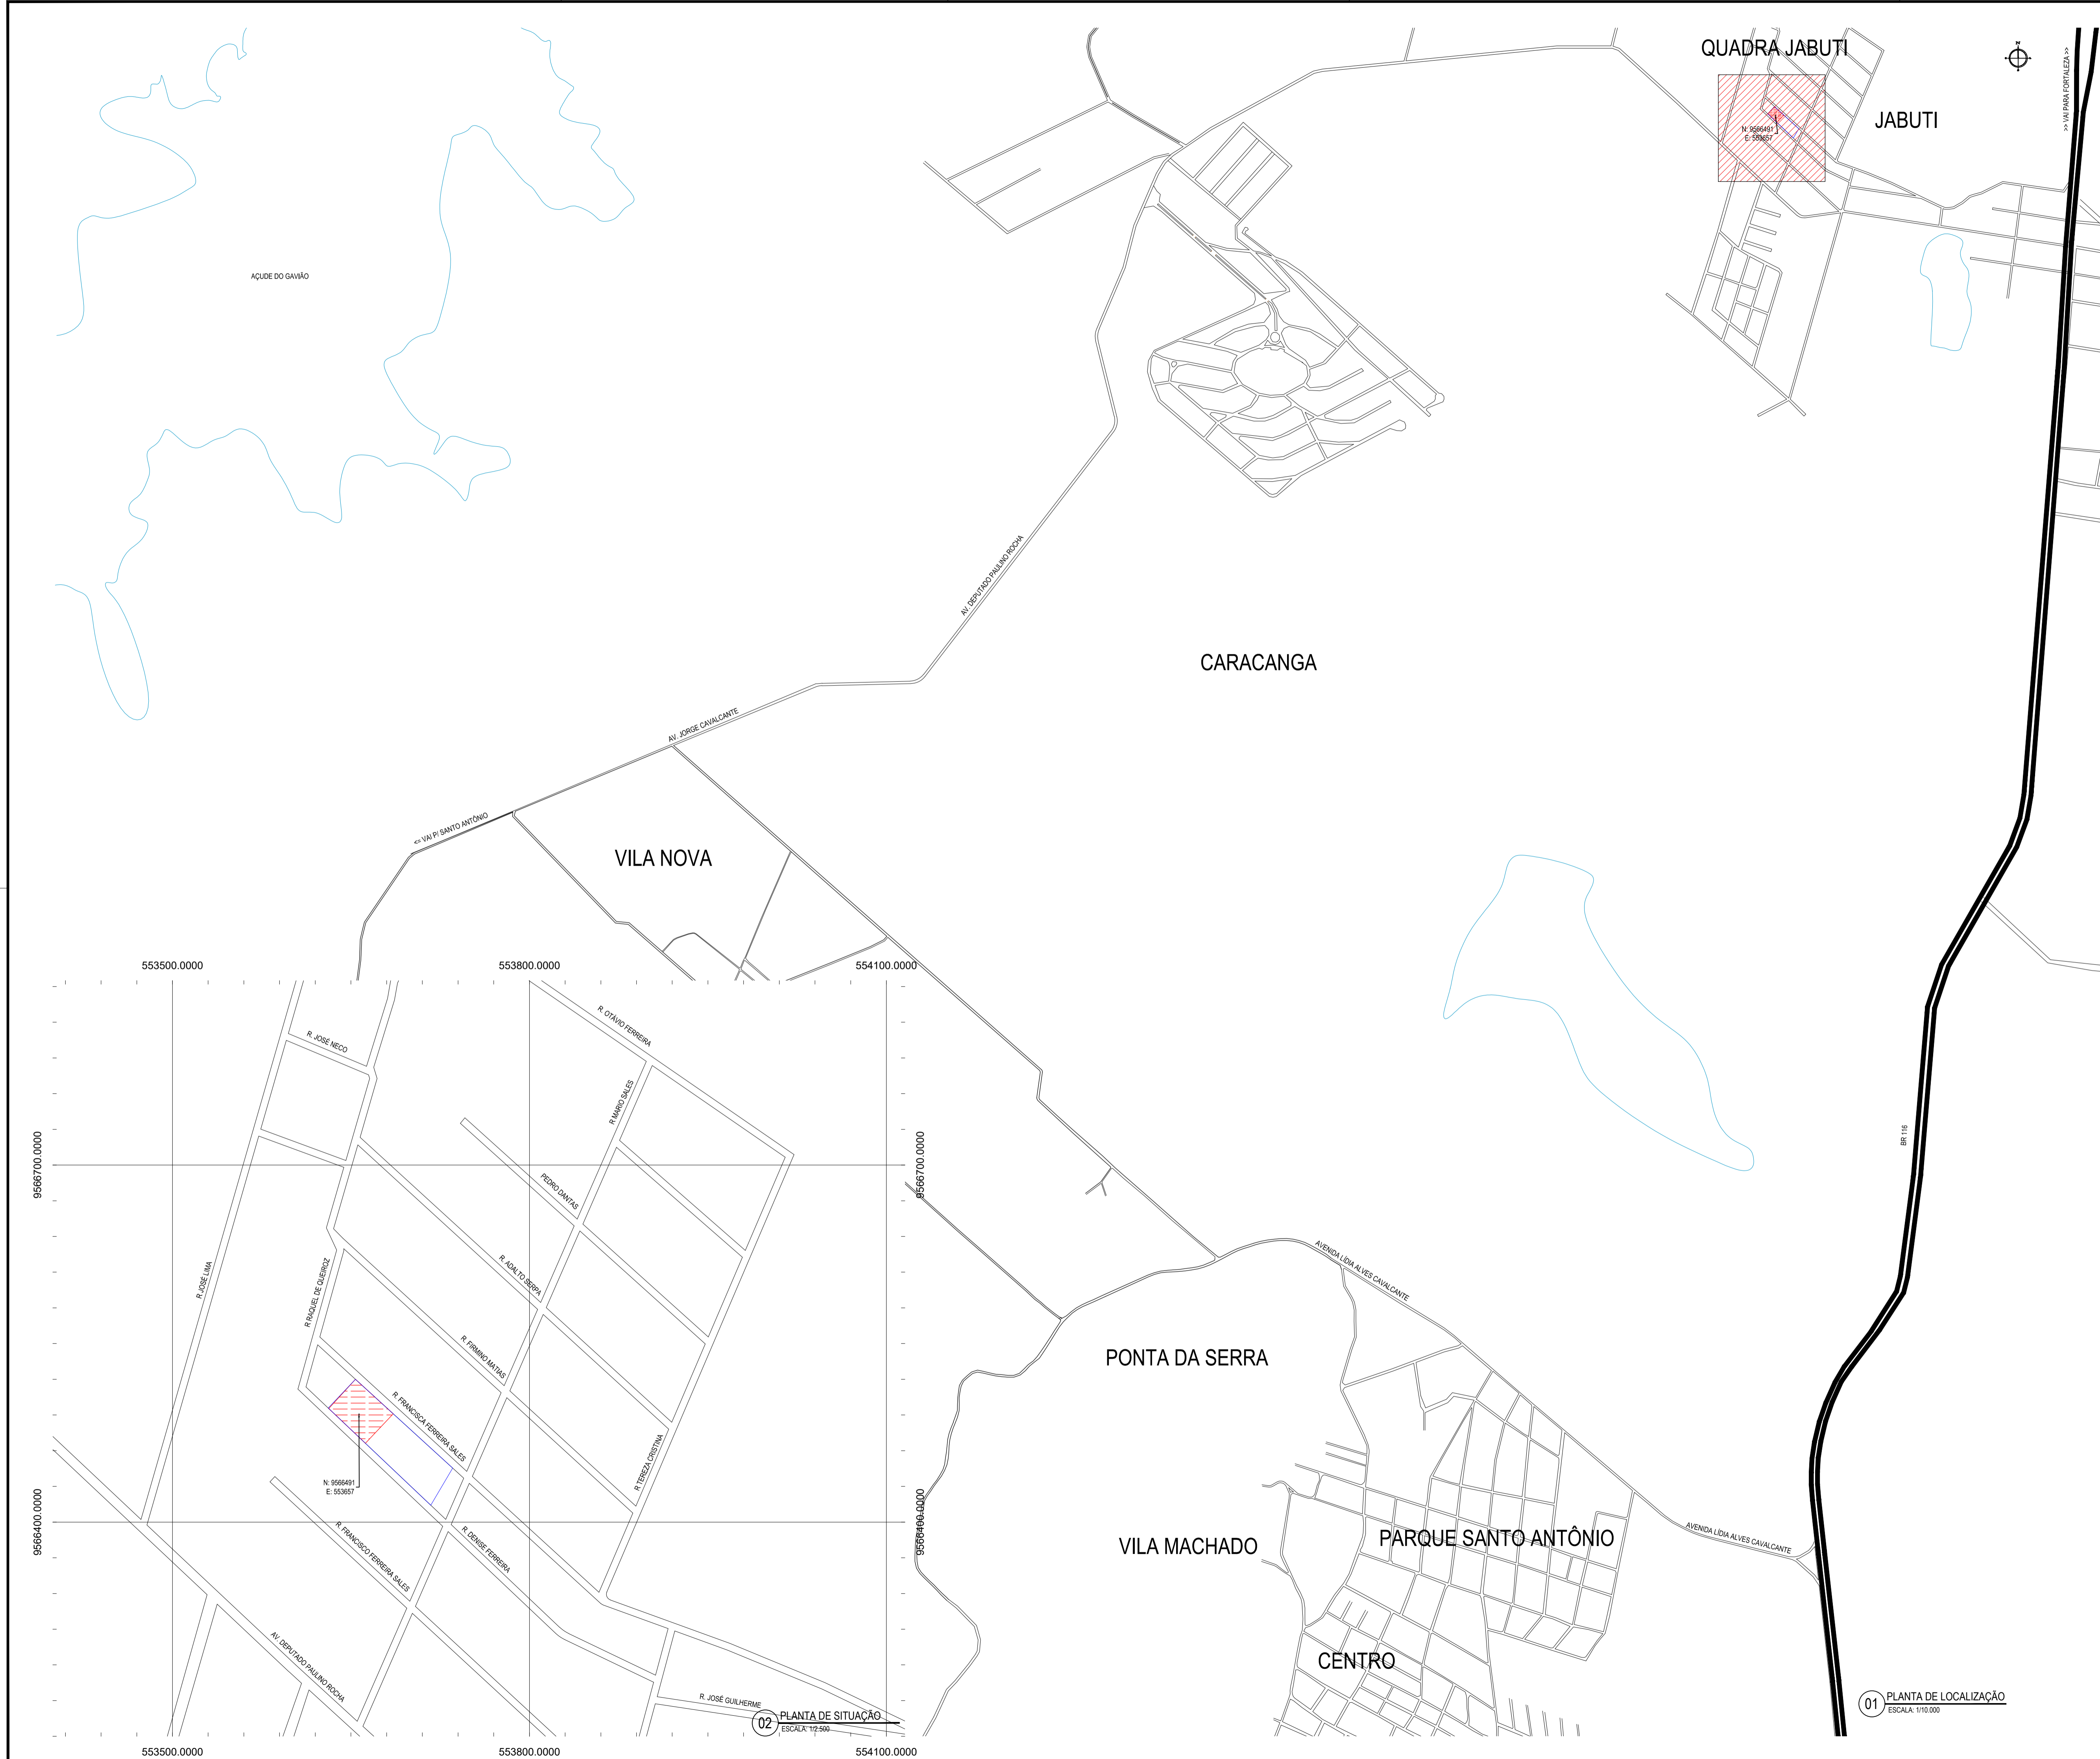 QUADRA JABUTI
N
>> VAI PARA FORTALEZA >>
JABUTI
N: 9566491
E: 553657
AÇUDE DO GAVIÃO
AV. DEPUTADO PAULINO ROCHA
CARACANGA
AV. JORGE CAVALCANTE
<= VAI P/ SANTO ANTÔNIO
VILA NOVA
BR 116
AVENIDA LÍDIA ALVES CAVALCANTE
PONTA DA SERRA
VILA MACHADO
PARQUE SANTO ANTÔNIO
AVENIDA LÍDIA ALVES CAVALCANTE
CENTRO
01
PLANTA DE LOCALIZAÇÃO
ESCALA: 1/10.000
553500.0000
553800.0000
554100.0000
R. OTÁVIO FERREIRA
R. JOSÉ NECO
R MARIO SALES
9566700.0000
9566700.0000
PEDRO DANTAS
R JOSÉ LIMA
R RAQUEL DE QUEIROZ
R. ADALTO SERPA
R. FIRMINO MATIAS
R. FRANCISCA FERREIRA SALES
R TEREZA CRISTINA
N: 9566491
E: 553657
9566400.0000
9566400.0000
R. FRANCISCO FERREIRA SALES
R. DENISE FERREIRA
AV. DEPUTADO PAULINO ROCHA
R. JOSÉ GUILHERME
02
PLANTA DE SITUAÇÃO
ESCALA: 1/2.500
553500.0000
553800.0000
554100.0000